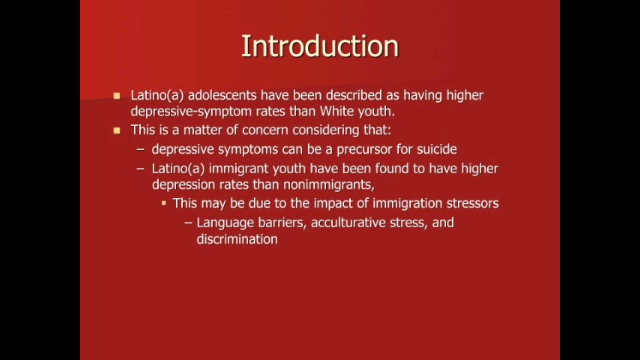 Introduction
▪ Latino(a) adolescents have been described as having higher
depressive-symptom rates than White youth.
▪ This is a matter of concern considering that:
– depressive symptoms can be a precursor for suicide
– Latino(a) immigrant youth have been found to have higher
depression rates than nonimmigrants,
▪ This may be due to the impact of immigration stressors
– Language barriers, acculturative stress, and
discrimination